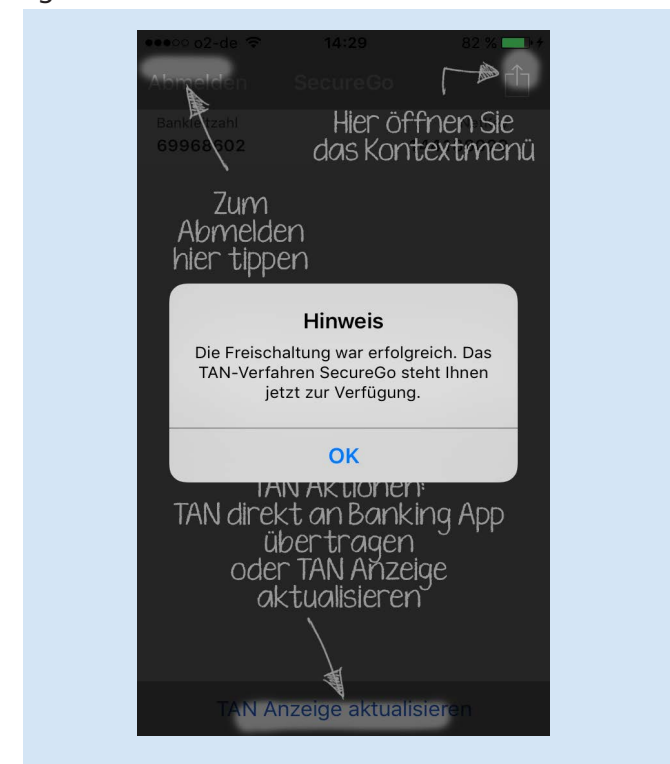 o2-de 14:29 82 %
Abmelden SecureGo
Bankleitzahl
69968602
Hier öffnen Sie
das Kontextmenü
Zum
Abmelden
hier tippen
Hinweis
Die Freischaltung war erfolgreich. Das
TAN-Verfahren SecureGo steht Ihnen
jetzt zur Verfügung.
OK
TAN Aktionen:
TAN direkt an Banking App
übertragen
oder TAN Anzeige
aktualisieren
TAN Anzeige aktualisieren